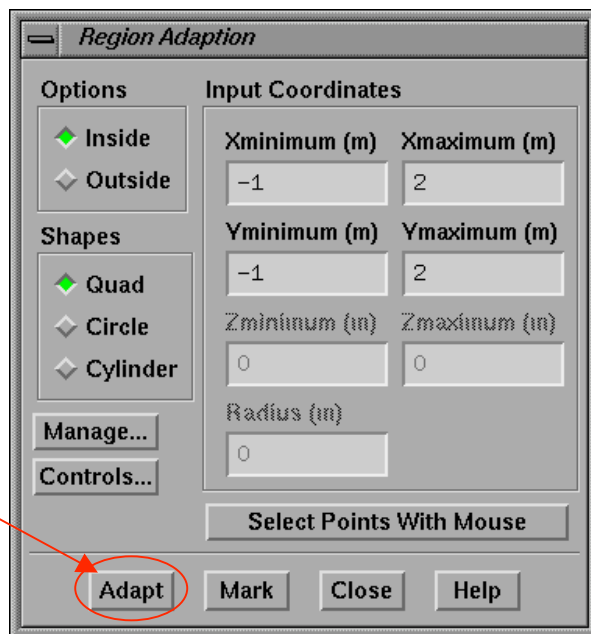 Region Adaption
Options
Inside
Outside
Shapes
Quad
Circle
Cylinder
Manage...
Controls...
Input Coordinates
Xminimum (m) Xmaximum (m)
-1 2
Yminimum (m) Ymaximum (m)
-1 2
Zminimum (m) Zmaximum (m)
0 0
Radius (m)
0
Select Points With Mouse
Adapt Mark Close Help